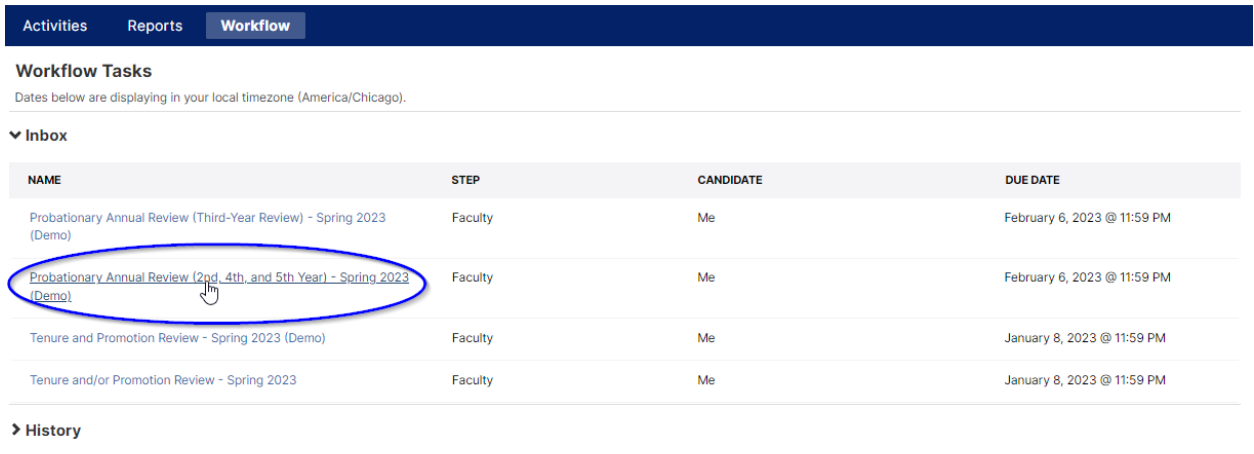 Activities Reports Workflow
Workflow Tasks
Dates below are displaying in your local timezone (America/Chicago).
Inbox
NAME STEP CANDIDATE DUE DATE
Probationary Annual Review (Third-Year Review) - Spring 2023 Faculty Me February 6, 2023 @ 11:59 PM
(Demo)
Probationary Annual Review (2nd, 4th, and 5th Year) - Spring 2023 Faculty Me February 6, 2023 @ 11:59 PM
(Demo)
Tenure and Promotion Review - Spring 2023 (Demo) Faculty Me January 8, 2023 @ 11:59 PM
Tenure and/or Promotion Review - Spring 2023 Faculty Me January 8, 2023 @ 11:59 PM
History